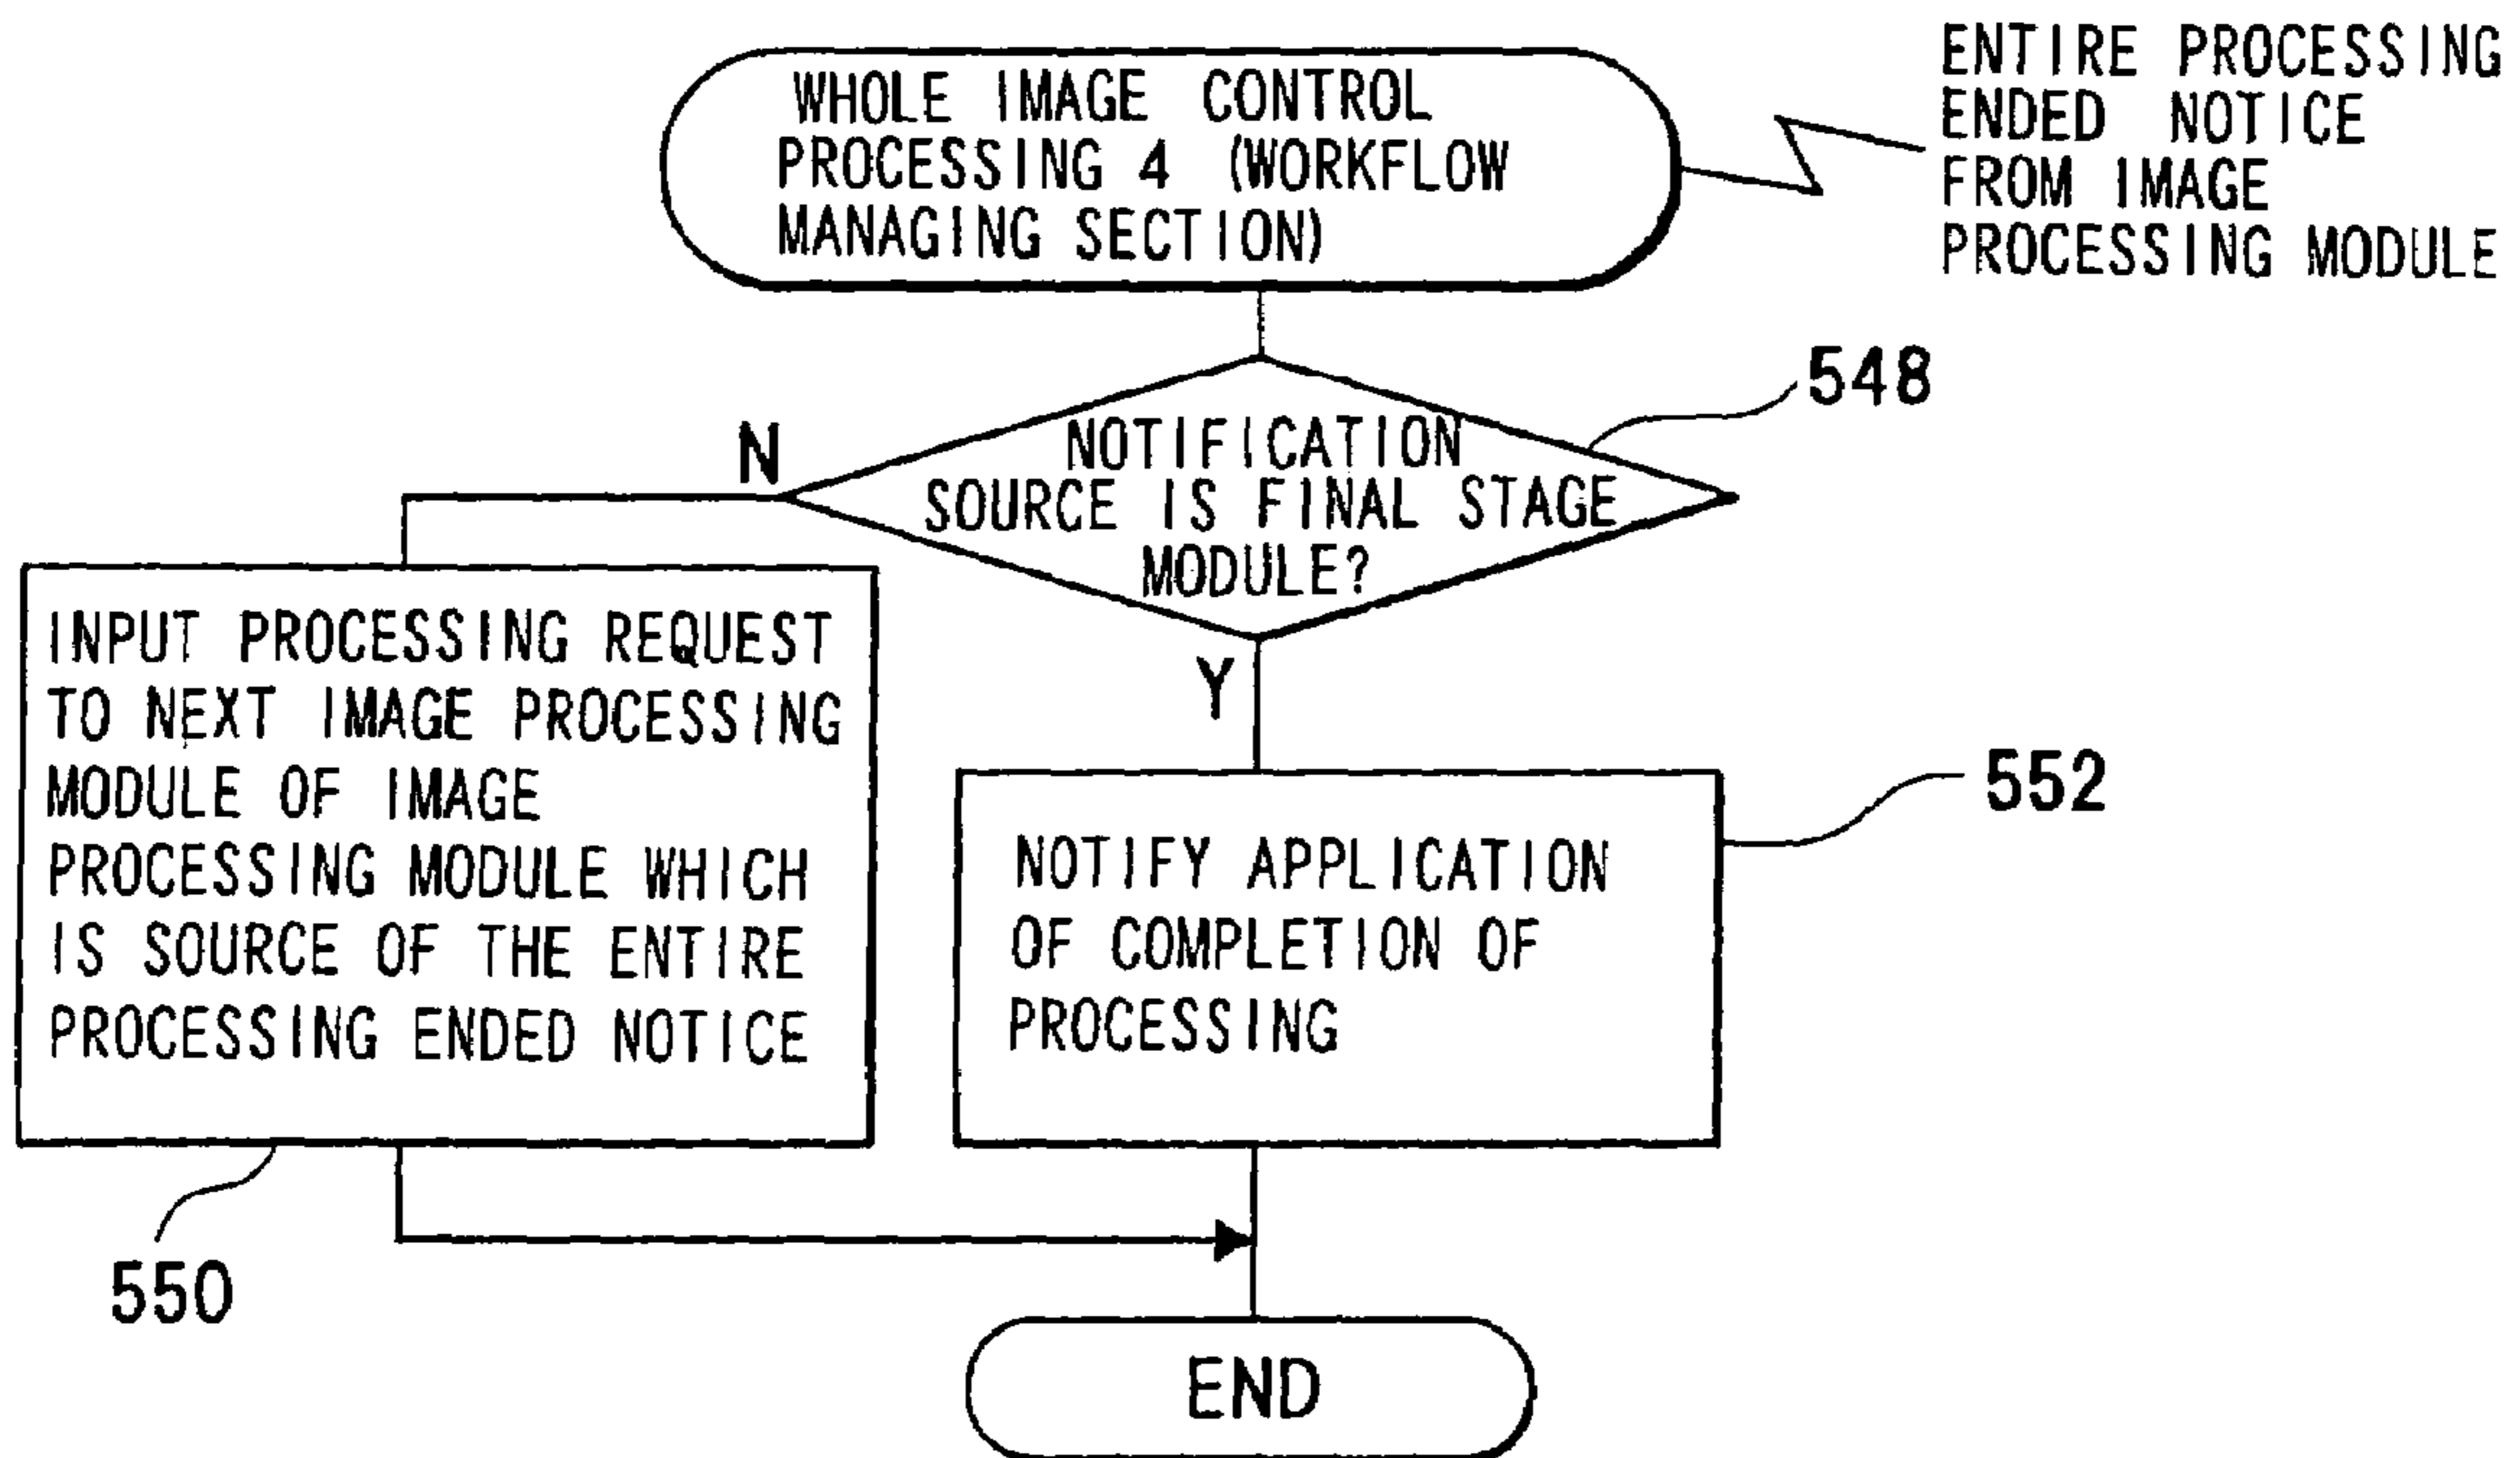 WHOLE IMAGE CONTROL
PROCESSING 4 (WORKFLOW
MANAGING SECTION)
ENTIRE PROCESSING
ENDED NOTICE
FROM IMAGE
PROCESSING MODULE
548
N
NOTIFICATION
SOURCE IS FINAL STAGE
MODULE?
Y
INPUT PROCESSING REQUEST
TO NEXT IMAGE PROCESSING
MODULE OF IMAGE
PROCESSING MODULE WHICH
IS SOURCE OF THE ENTIRE
PROCESSING ENDED NOTICE
550
552
NOTIFY APPLICATION
OF COMPLETION OF
PROCESSING
END